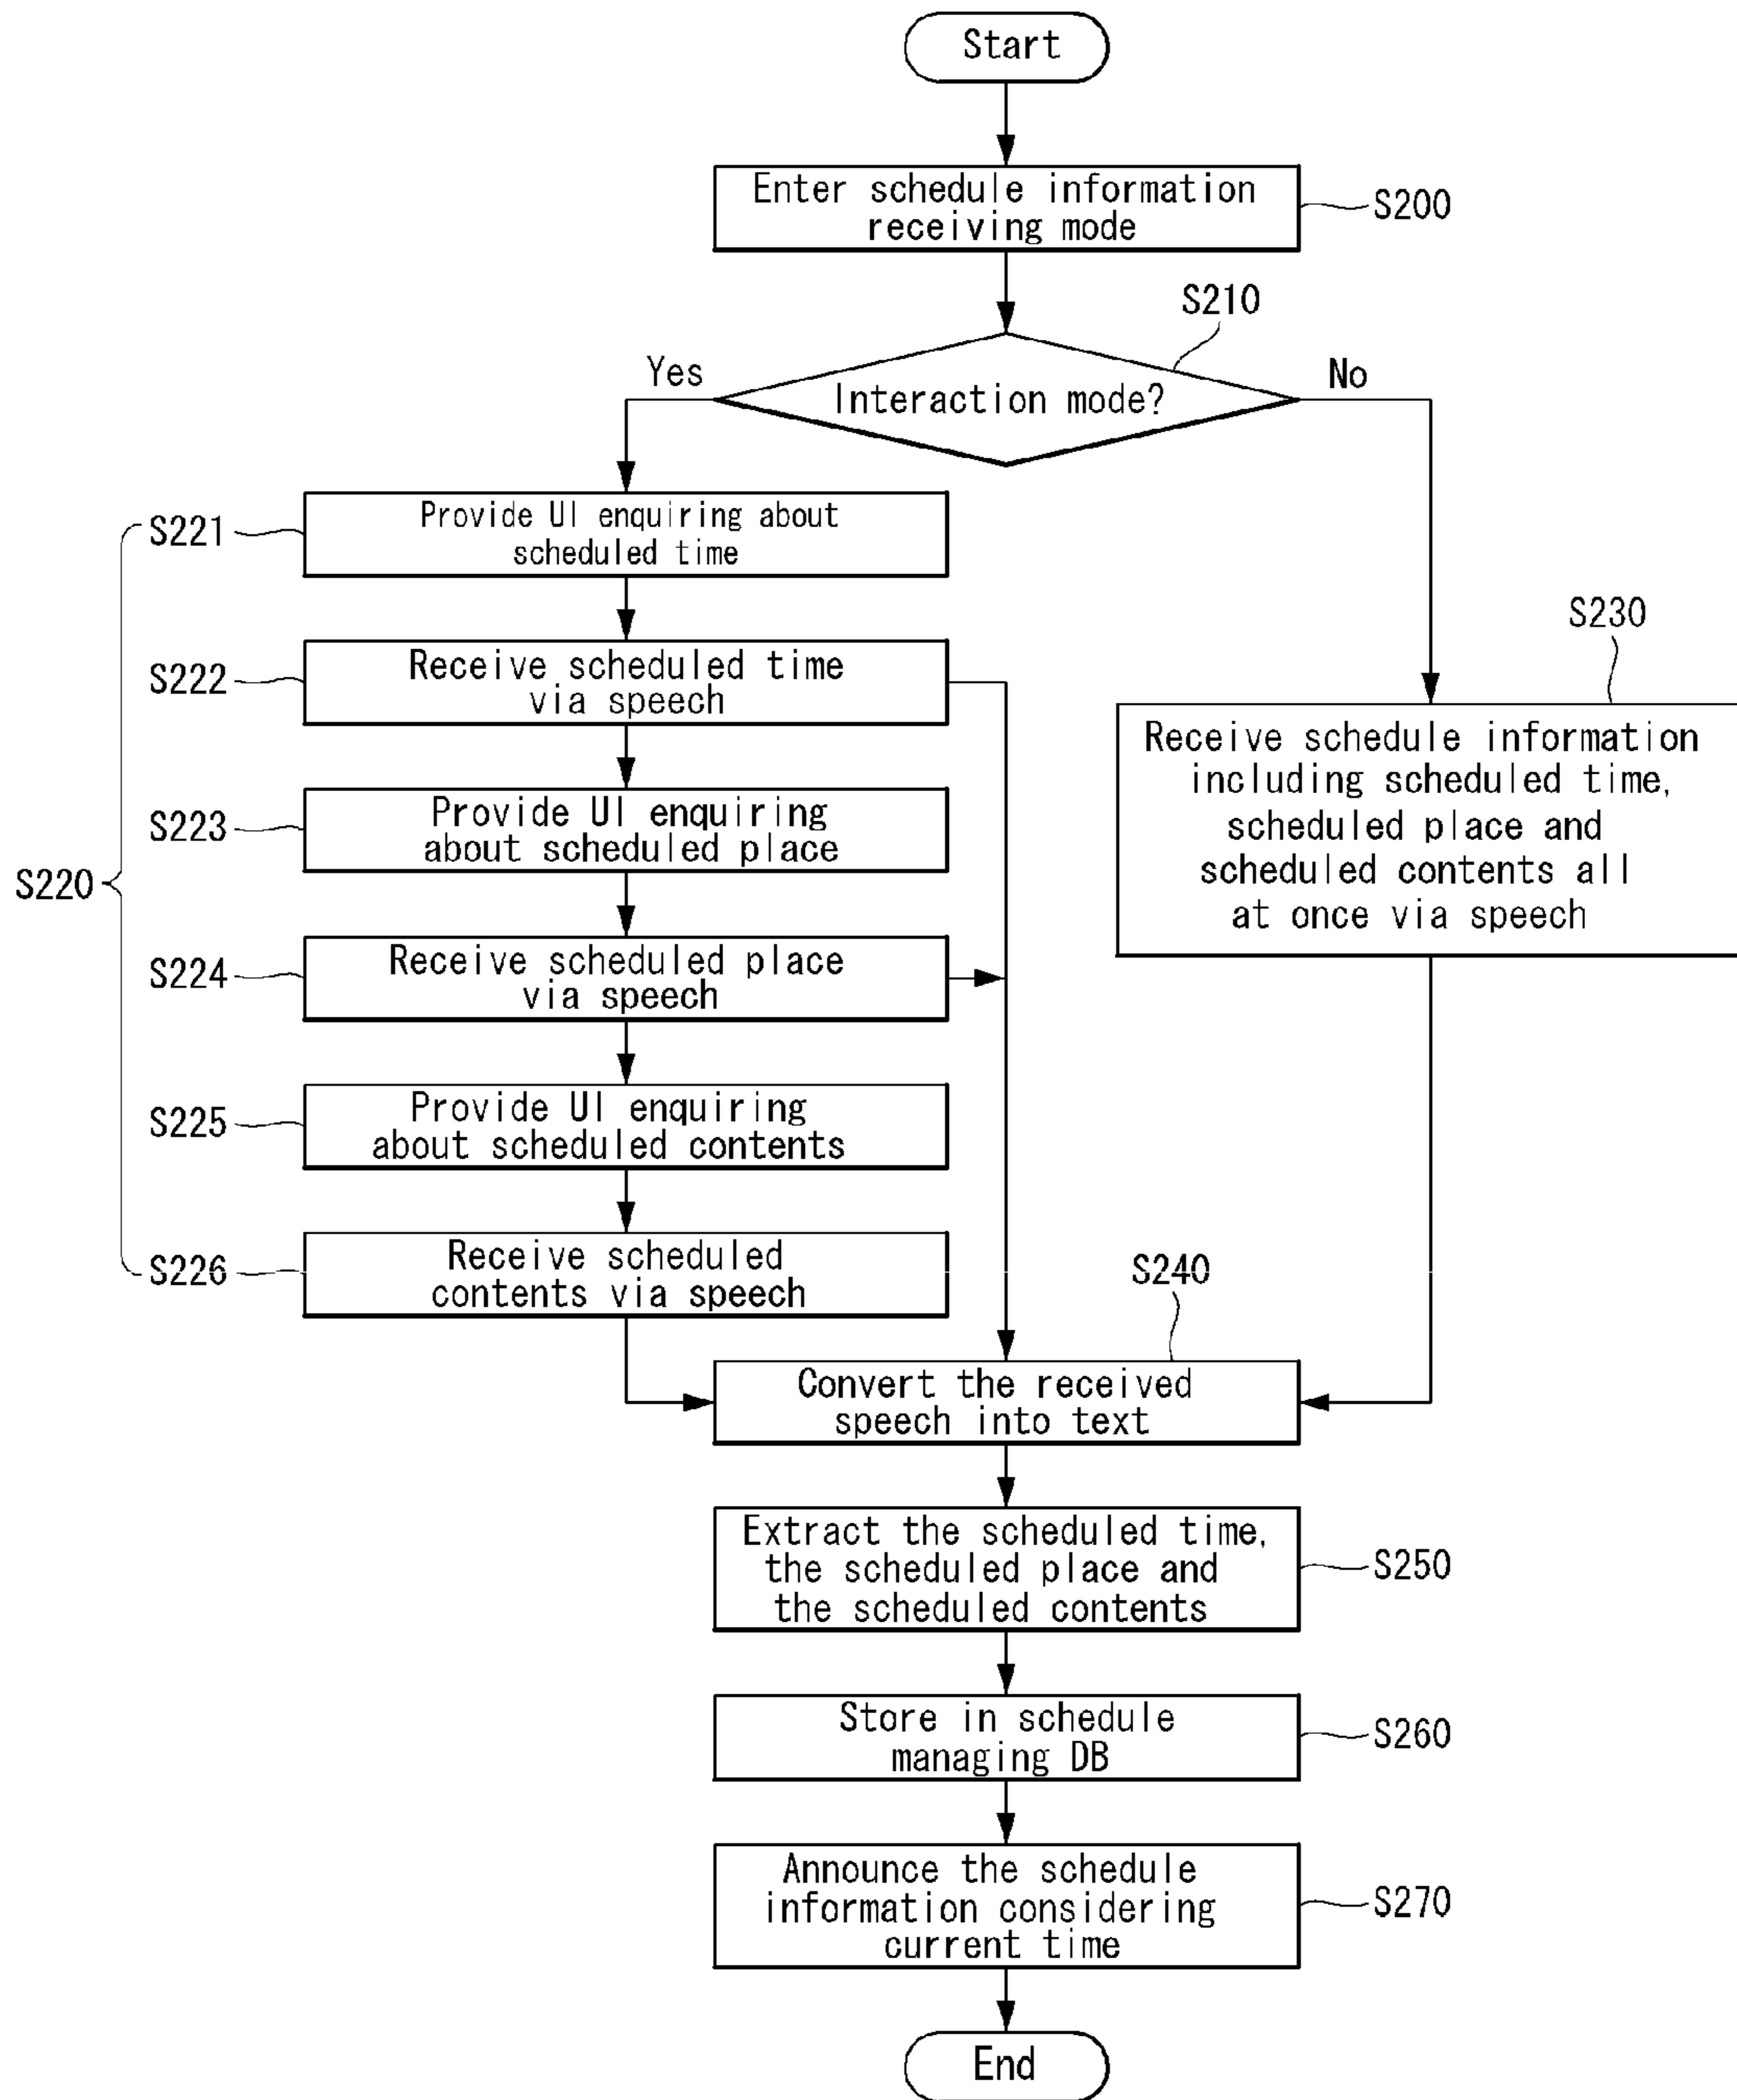 Start
Enter schedule information
receiving mode
S200
S210
Yes
Interaction mode?
No
S220
S221
Provide UI enquiring about
scheduled time
S222
Receive scheduled time
via speech
S223
Provide UI enquiring
about scheduled place
S224
Receive scheduled place
via speech
S225
Provide UI enquiring
about scheduled contents
S226
Receive scheduled
contents via speech
S230
Receive schedule information
including scheduled time,
scheduled place and
scheduled contents all
at once via speech
S240
Convert the received
speech into text
Extract the scheduled time,
the scheduled place and
the scheduled contents
S250
Store in schedule
managing DB
S260
Announce the schedule
information considering
current time
S270
End